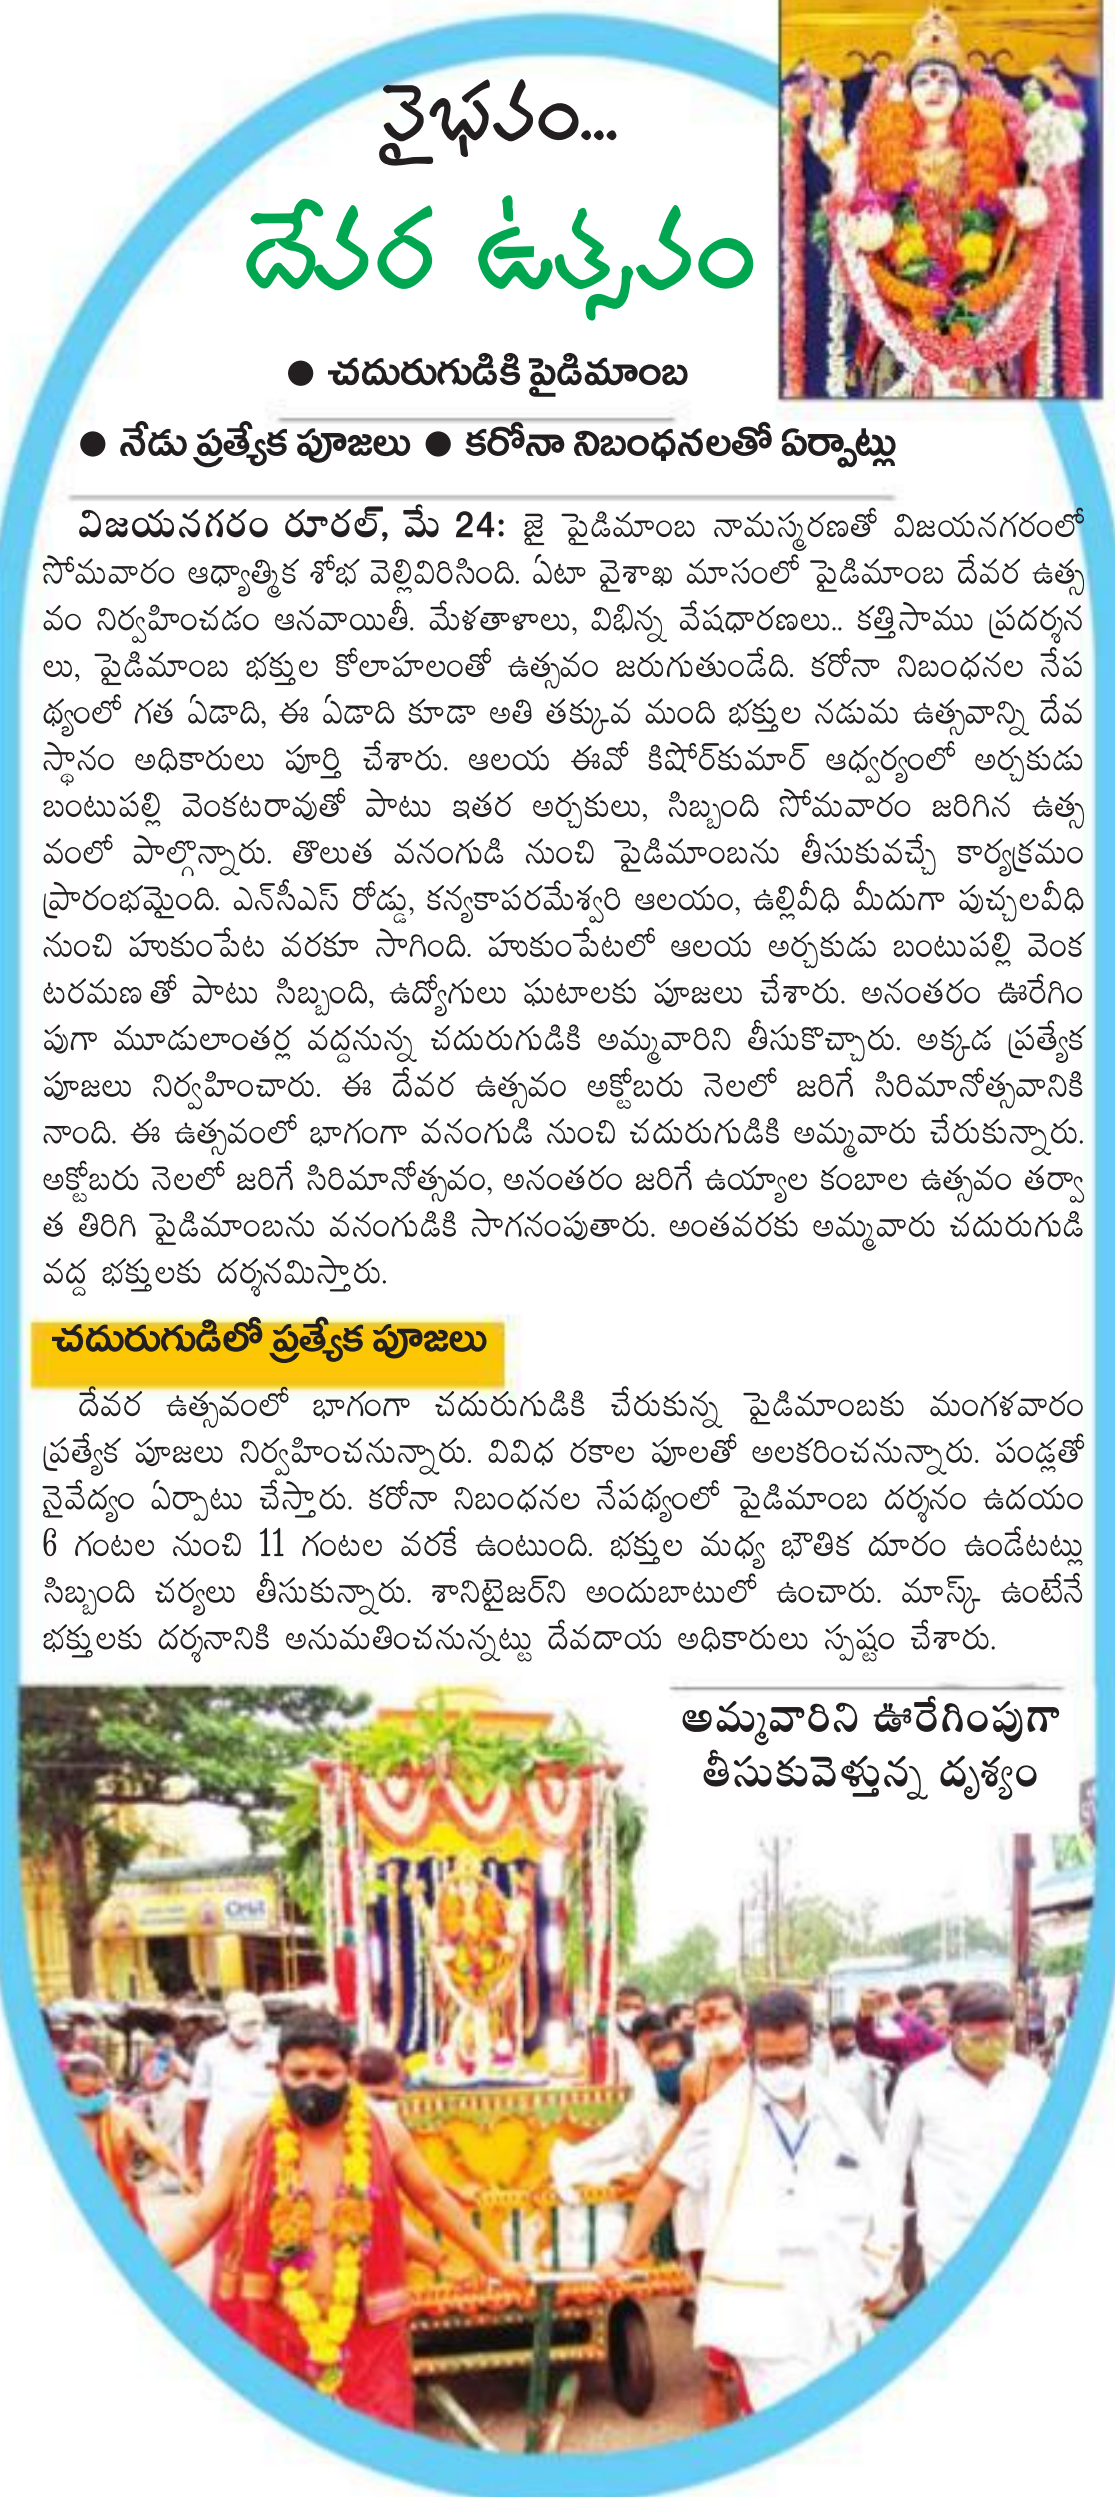 వైభవం...
దేవర ఉత్సవం
● చదురుగుడికి పైడిమాంబ
● నేడు ప్రత్యేక పూజలు ● కరోనా నిబంధనలతో ఏర్పాట్లు
విజయనగరం రూరల్, మే 24: జై పైడిమాంబ నామస్మరణతో విజయనగరంలో
సోమవారం ఆధ్యాత్మిక శోభ వెల్లివిరిసింది. ఏటా వైశాఖ మాసంలో పైడిమాంబ దేవర ఉత్స
వం నిర్వహించడం ఆనవాయితీ. మేళతాళాలు, విభిన్న వేషధారణలు.. కత్తిసాము ప్రదర్శన
లు, పైడిమాంబ భక్తుల కోలాహలంతో ఉత్సవం జరుగుతుండేది. కరోనా నిబంధనల నేప
థ్యంలో గత ఏడాది, ఈ ఏడాది కూడా అతి తక్కువ మంది భక్తుల నడుమ ఉత్సవాన్ని దేవ
స్థానం అధికారులు పూర్తి చేశారు. ఆలయ ఈవో కిషోర్‌కుమార్ ఆధ్వర్యంలో అర్చకుడు
బంటుపల్లి వెంకటరావుతో పాటు ఇతర అర్చకులు, సిబ్బంది సోమవారం జరిగిన ఉత్స
వంలో పాల్గొన్నారు. తొలుత వనంగుడి నుంచి పైడిమాంబను తీసుకువచ్చే కార్యక్రమం
ప్రారంభమైంది. ఎన్‌సీఎస్ రోడ్డు, కన్యకాపరమేశ్వరి ఆలయం, ఉల్లివీధి మీదుగా పుచ్చలవీధి
నుంచి హుకుంపేట వరకూ సాగింది. హుకుంపేటలో ఆలయ అర్చకుడు బంటుపల్లి వెంక
టరమణతో పాటు సిబ్బంది, ఉద్యోగులు ఘటాలకు పూజలు చేశారు. అనంతరం ఊరేగిం
పుగా మూడులాంతర్ల వద్దనున్న చదురుగుడికి అమ్మవారిని తీసుకొచ్చారు. అక్కడ ప్రత్యేక
పూజలు నిర్వహించారు. ఈ దేవర ఉత్సవం అక్టోబరు నెలలో జరిగే సిరిమానోత్సవానికి
నాంది. ఈ ఉత్సవంలో భాగంగా వనంగుడి నుంచి చదురుగుడికి అమ్మవారు చేరుకున్నారు.
అక్టోబరు నెలలో జరిగే సిరిమానోత్సవం, అనంతరం జరిగే ఉయ్యాల కంబాల ఉత్సవం తర్వా
త తిరిగి పైడిమాంబను వనంగుడికి సాగనంపుతారు. అంతవరకు అమ్మవారు చదురుగుడి
వద్ద భక్తులకు దర్శనమిస్తారు.
చదురుగుడిలో ప్రత్యేక పూజలు
దేవర ఉత్సవంలో భాగంగా చదురుగుడికి చేరుకున్న పైడిమాంబకు మంగళవారం
ప్రత్యేక పూజలు నిర్వహించనున్నారు. వివిధ రకాల పూలతో అలకరించనున్నారు. పండ్లతో
నైవేద్యం ఏర్పాటు చేస్తారు. కరోనా నిబంధనల నేపథ్యంలో పైడిమాంబ దర్శనం ఉదయం
6 గంటల నుంచి 11 గంటల వరకే ఉంటుంది. భక్తుల మధ్య భౌతిక దూరం ఉండేటట్లు
సిబ్బంది చర్యలు తీసుకున్నారు. శానిటైజర్‌ని అందుబాటులో ఉంచారు. మాస్క్ ఉంటేనే
భక్తులకు దర్శనానికి అనుమతించనున్నట్టు దేవదాయ అధికారులు స్పష్టం చేశారు.
అమ్మవారిని ఊరేగింపుగా
తీసుకువెళ్తున్న దృశ్యం